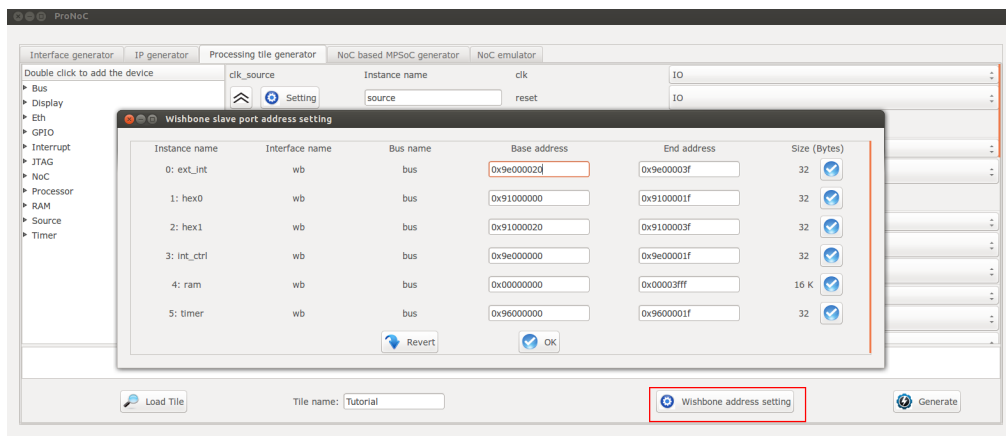 ProNoC
Interface generator IP generator Processing tile generator NoC based MPSoC generator NoC emulator
Double click to add the device
Bus
Display
Eth
GPIO
Interrupt
JTAG
NoC
Processor
RAM
Source
Timer
clk_source Instance name clk IO
Setting source reset IO
Wishbone slave port address setting
Instance name Interface name Bus name Base address End address Size (Bytes)
0: ext_int wb bus 0x9e000020 0x9e00003f 32
1: hex0 wb bus 0x91000000 0x9100001f 32
2: hex1 wb bus 0x91000020 0x9100003f 32
3: int_ctrl wb bus 0x9e000000 0x9e00001f 32
4: ram wb bus 0x00000000 0x00003fff 16 K
5: timer wb bus 0x96000000 0x9600001f 32
Revert OK
Load Tile Tile name: Tutorial Wishbone address setting Generate